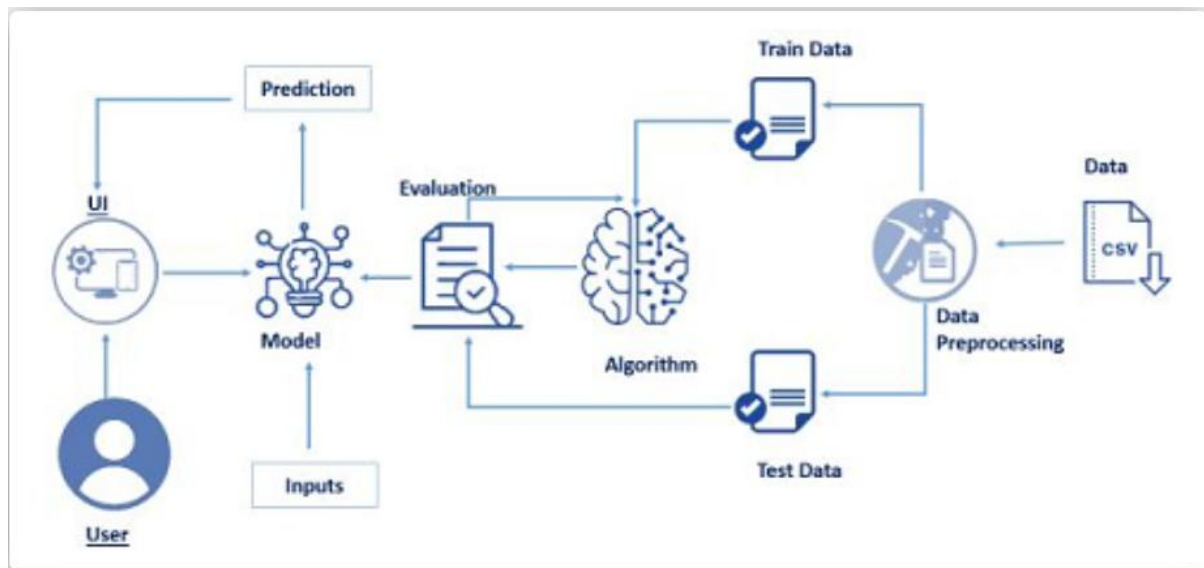 Train Data
Prediction
Data
Evaluation
UI
CSV
Data
Preprocessing
Model
Algorithm
Test Data
Inputs
User